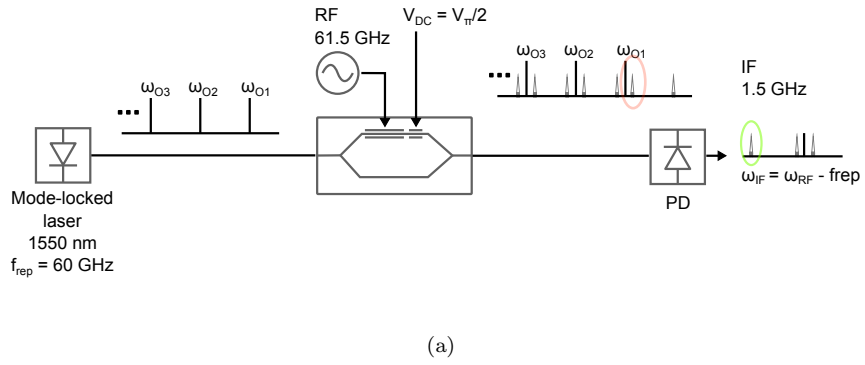 RF
61.5 GHz
V_DC = V_π/2
ω_O3 ω_O2 ω_O1
...
ω_O3 ω_O2 ω_O1
...
IF
1.5 GHz
ω_IF = ω_RF - frep
PD
Mode-locked
laser
1550 nm
f_rep = 60 GHz
(a)